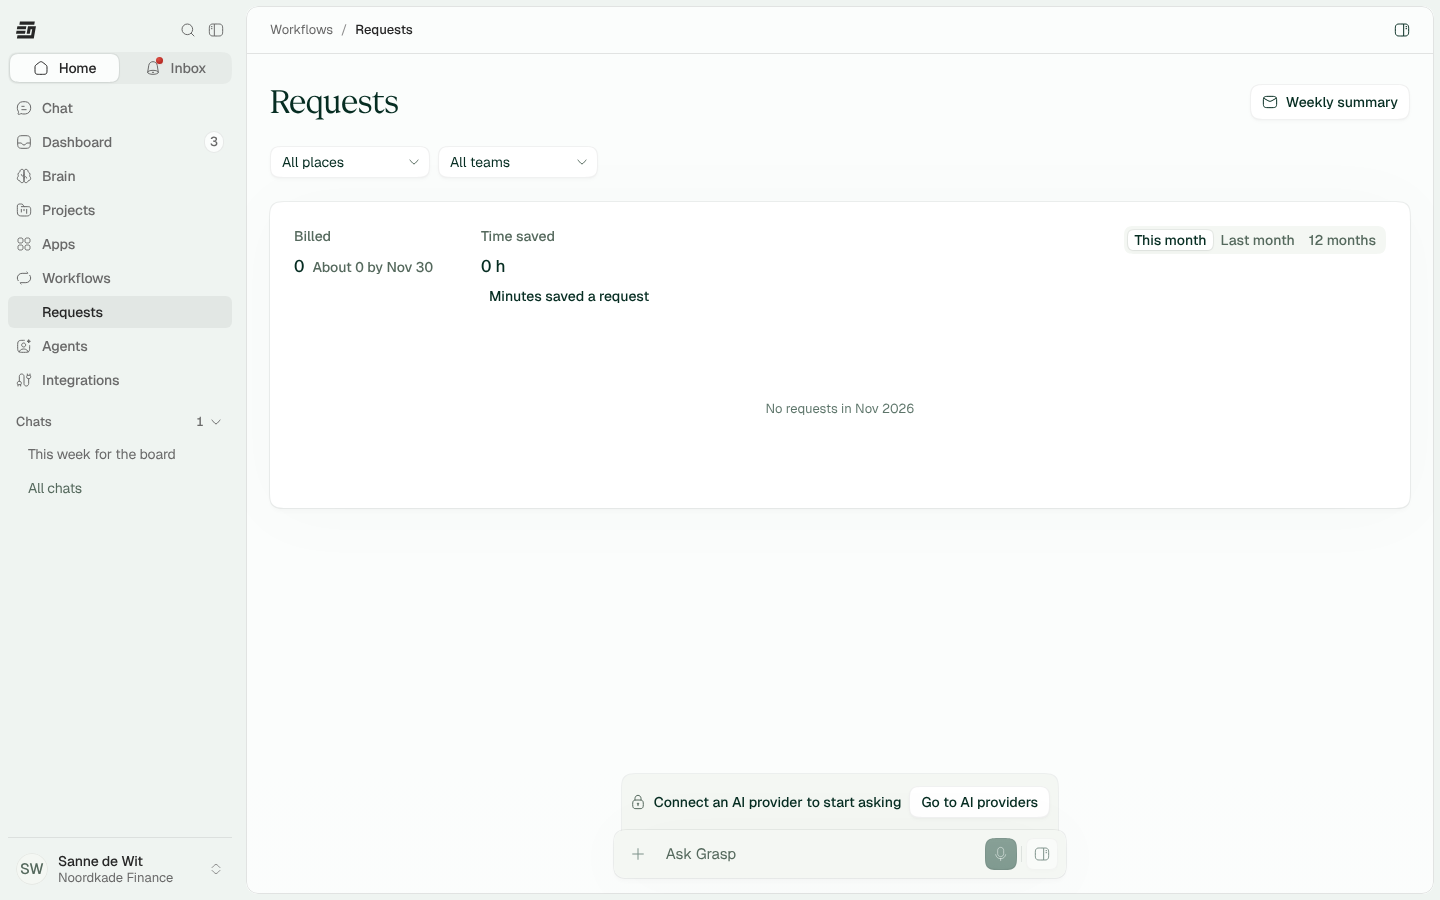 Home
Inbox
Chat
Dashboard
3
Brain
Projects
Apps
Workflows
Requests
Agents
Integrations
Chats
1
This week for the board
All chats
SW
Sanne de Wit
Noordkade Finance
Workflows / Requests
Requests
Weekly summary
All places
All teams
Billed
0 About 0 by Nov 30
Time saved
0 h
Minutes saved a request
This month
Last month
12 months
No requests in Nov 2026
Connect an AI provider to start asking
Go to AI providers
Ask Grasp